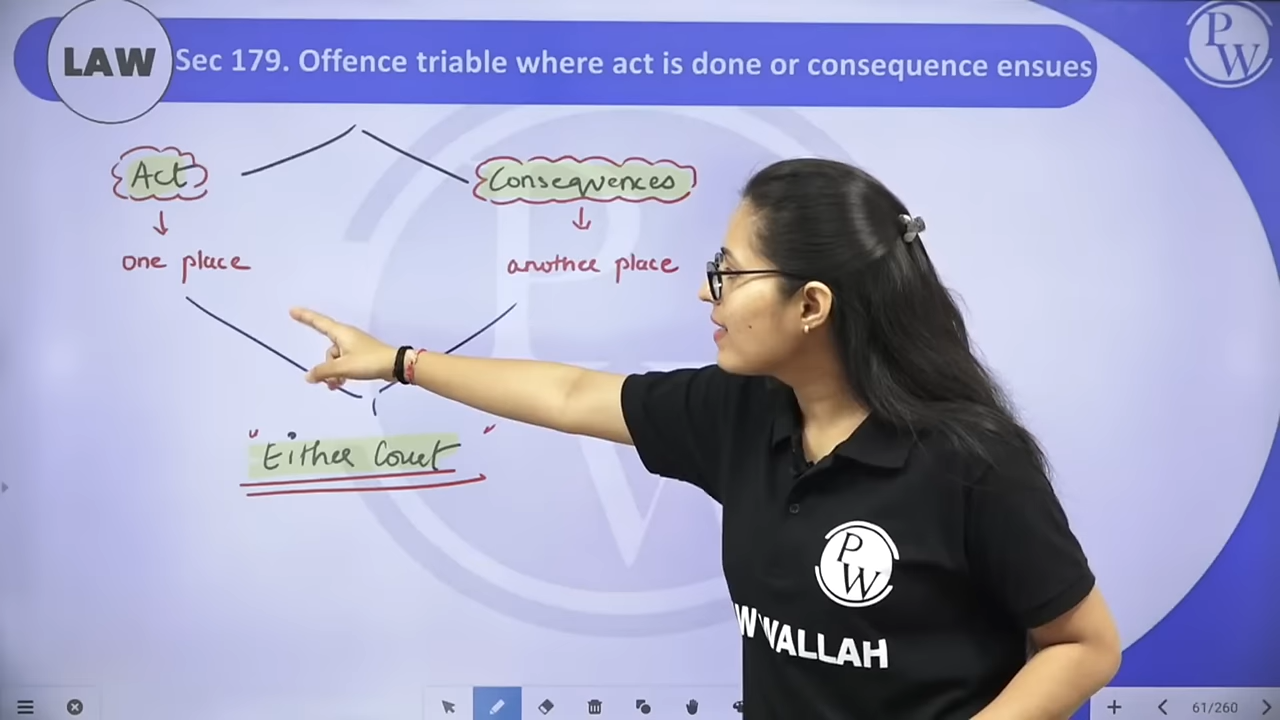 LAW
Sec 179. Offence triable where act is done or consequence ensues
PW
Act
Consequences
one place
another place
"Either Court"
PW
W WALLAH
61/260